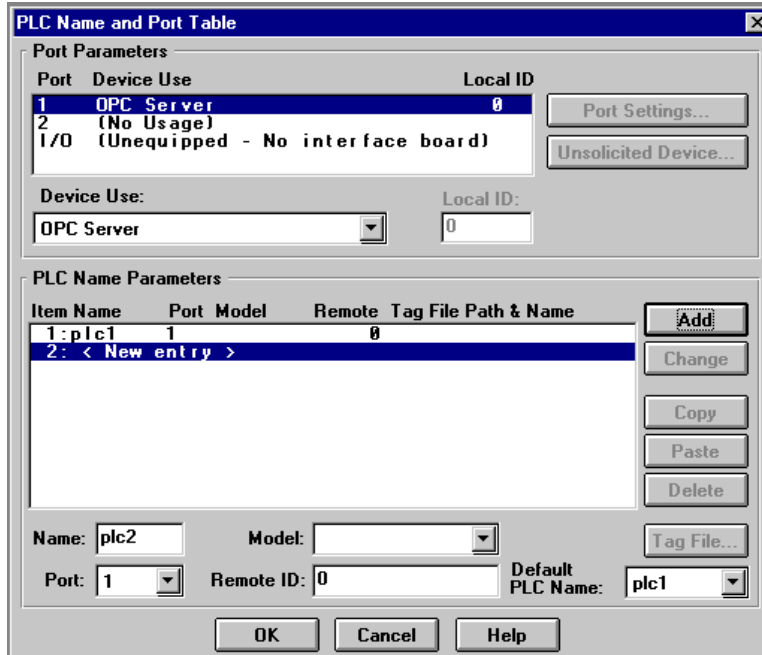 PLC Name and Port Table
Port Parameters
Port Device Use Local ID
1 OPC Server 0
2 (No Usage)
I/O (Unequipped - No interface board)
Port Settings...
Unsolicited Device...
Device Use: Local ID:
OPC Server 0
PLC Name Parameters
Item Name Port Model Remote Tag File Path & Name
1:plc1 1 0
2: < New entry >
Add
Change
Copy
Paste
Delete
Name: plc2 Model: Tag File...
Port: 1 Remote ID: 0 Default PLC Name: plc1
OK Cancel Help